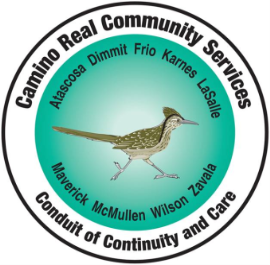 Camino Real Community Services
Atascosa Dimmit Frio Karnes LaSalle
Maverick McMullen Wilson Zavala
Conduit of Continuity and Care